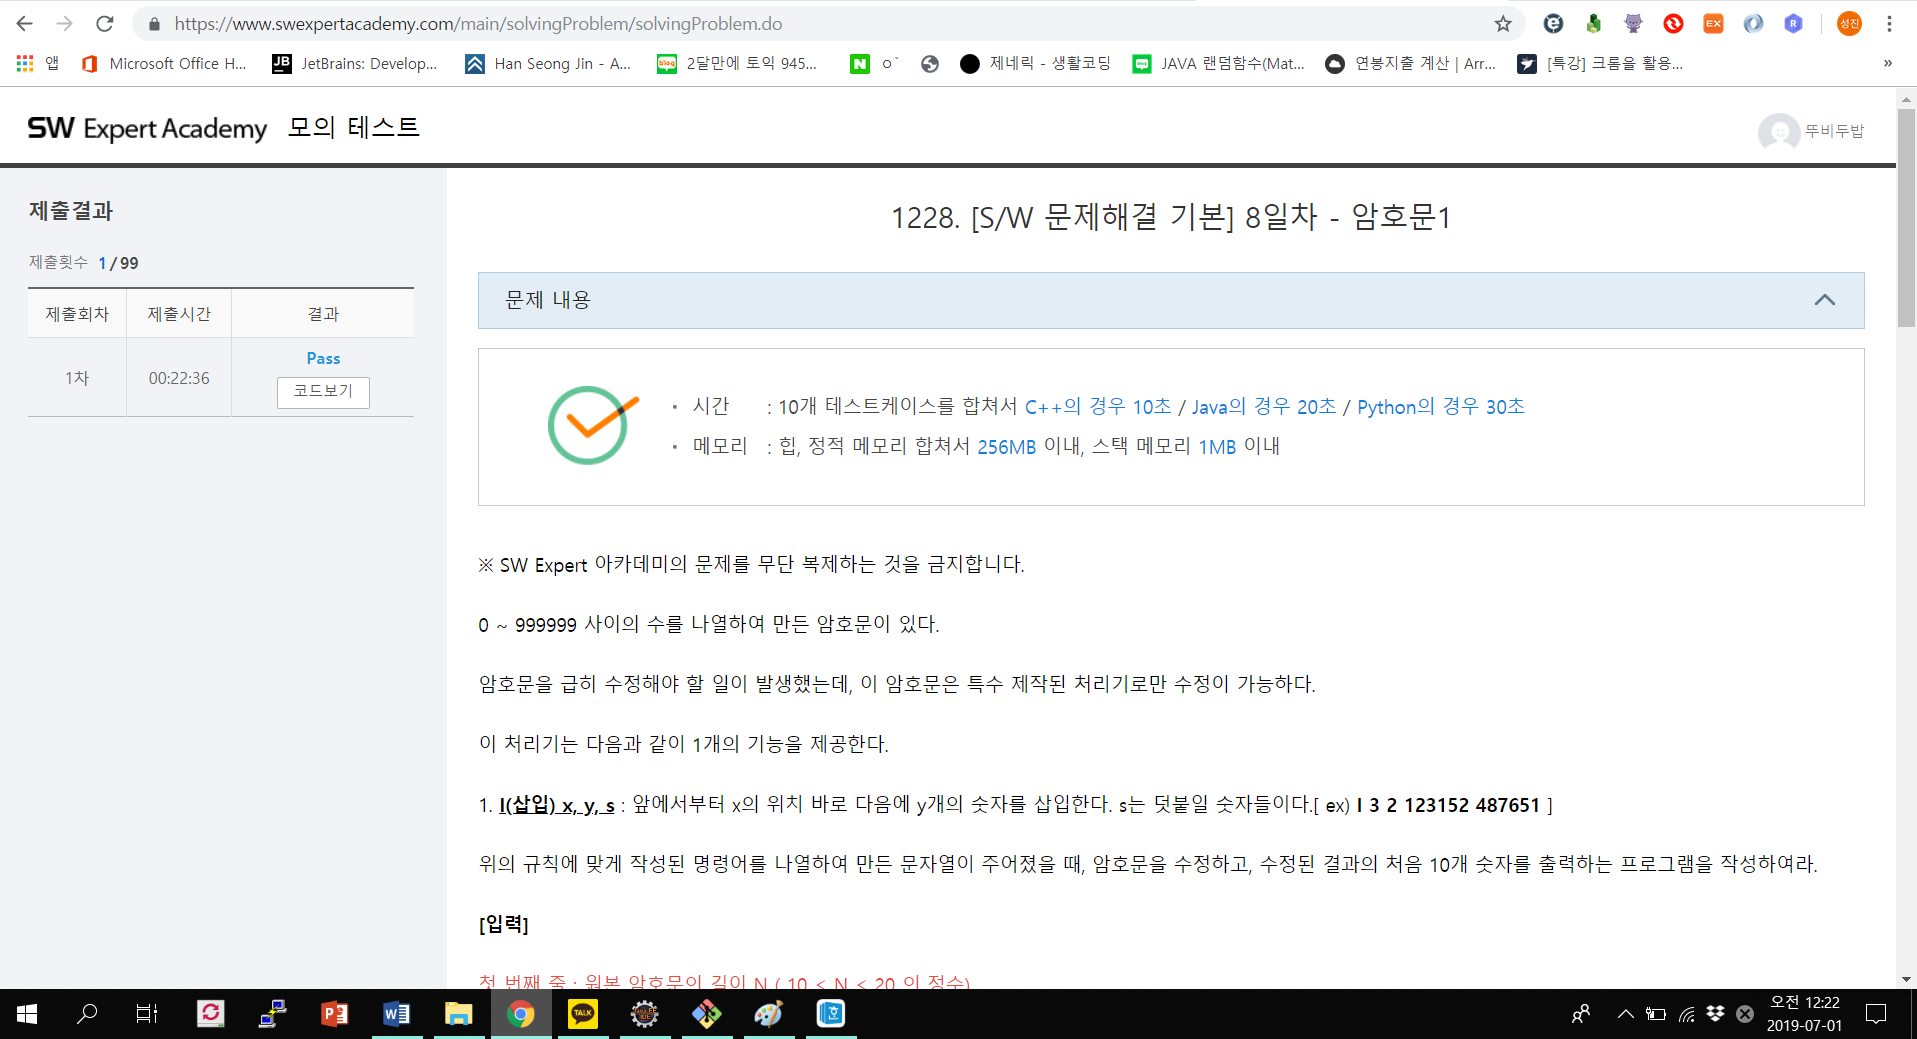 https://www.swexpertacademy.com/main/solvingProblem/solvingProblem.do
성진
앱 Microsoft Office H... JetBrains: Develop... Han Seong Jin - A... 2달만에 토익 945... ㅇ` 제네릭 - 생활코딩 JAVA 랜덤함수(Mat... 연봉지출 계산 | Arr... [특강] 크롬을 활용... »
SW Expert Academy 모의 테스트
뚜비두밥
제출결과
제출횟수 1 / 99
제출회차 제출시간 결과
1차 00:22:36 Pass
코드보기
1228. [S/W 문제해결 기본] 8일차 - 암호문1
문제 내용
• 시간 : 10개 테스트케이스를 합쳐서 C++의 경우 10초 / Java의 경우 20초 / Python의 경우 30초
• 메모리 : 힙, 정적 메모리 합쳐서 256MB 이내, 스택 메모리 1MB 이내
※ SW Expert 아카데미의 문제를 무단 복제하는 것을 금지합니다.
0 ~ 999999 사이의 수를 나열하여 만든 암호문이 있다.
암호문을 급히 수정해야 할 일이 발생했는데, 이 암호문은 특수 제작된 처리기로만 수정이 가능하다.
이 처리기는 다음과 같이 1개의 기능을 제공한다.
1. I(삽입) x, y, s : 앞에서부터 x의 위치 바로 다음에 y개의 숫자를 삽입한다. s는 덧붙일 숫자들이다.[ ex) I 3 2 123152 487651 ]
위의 규칙에 맞게 작성된 명령어를 나열하여 만든 문자열이 주어졌을 때, 암호문을 수정하고, 수정된 결과의 처음 10개 숫자를 출력하는 프로그램을 작성하여라.
[입력]
첫 번째 줄 : 원본 암호문의 길이 N ( 10 ≤ N ≤ 20 의 정수)
오전 12:22
2019-07-01